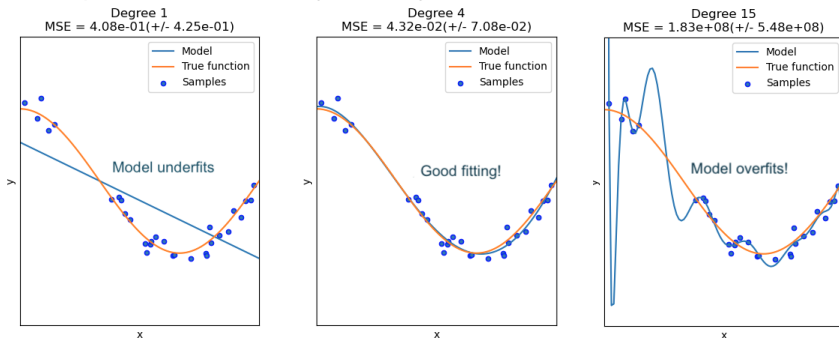 Degree 1
MSE = 4.08e-01(+/- 4.25e-01)
Model
True function
Samples
Model underfits
y
x
Degree 4
MSE = 4.32e-02(+/- 7.08e-02)
Model
True function
Samples
Good fitting!
y
x
Degree 15
MSE = 1.83e+08(+/- 5.48e+08)
Model
True function
Samples
Model overfits!
y
x